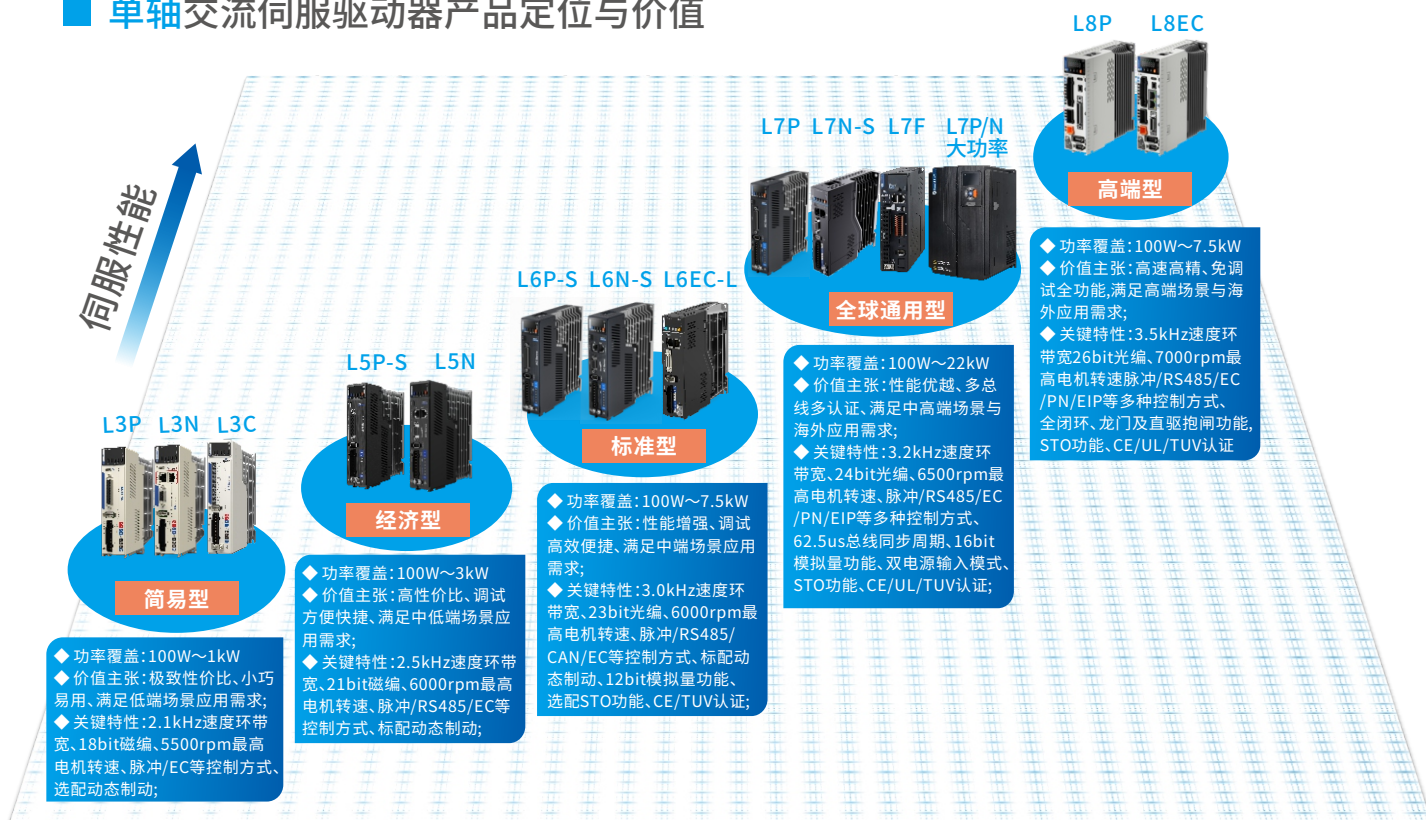 单轴交流伺服驱动器产品定位与价值
伺服性能
L3P L3N L3C
简易型
◆ 功率覆盖:100W～1kW
◆ 价值主张:极致性价比、小巧
易用、满足低端场景应用需求;
◆ 关键特性:2.1kHz速度环带
宽、18bit磁编、5500rpm最高
电机转速、脉冲/EC等控制方式、
选配动态制动;
L5P-S L5N
经济型
◆ 功率覆盖:100W～3kW
◆ 价值主张:高性价比、调试
方便快捷、满足中低端场景应
用需求;
◆ 关键特性:2.5kHz速度环带
宽、21bit磁编、6000rpm最高
电机转速、脉冲/RS485/EC等
控制方式、标配动态制动;
L6P-S L6N-S L6EC-L
标准型
◆ 功率覆盖:100W～7.5kW
◆ 价值主张:性能增强、调试
高效便捷、满足中端场景应用
需求;
◆ 关键特性:3.0kHz速度环
带宽、23bit光编、6000rpm最
高电机转速、脉冲/RS485/
CAN/EC等控制方式、标配动
态制动、12bit模拟量功能、
选配STO功能、CE/TUV认证;
L7P L7N-S L7F L7P/N
大功率
全球通用型
◆ 功率覆盖:100W～22kW
◆ 价值主张:性能优越、多总
线多认证、满足中高端场景与
海外应用需求;
◆ 关键特性:3.2kHz速度环
带宽、24bit光编、6500rpm最
高电机转速、脉冲/RS485/EC
/PN/EIP等多种控制方式、
62.5us总线同步周期、16bit
模拟量功能、双电源输入模式、
STO功能、CE/UL/TUV认证;
L8P L8EC
高端型
◆ 功率覆盖:100W～7.5kW
◆ 价值主张:高速高精、免调
试全功能,满足高端场景与海
外应用需求;
◆ 关键特性:3.5kHz速度环
带宽26bit光编、7000rpm最
高电机转速脉冲/RS485/EC
/PN/EIP等多种控制方式、
全闭环、龙门及直驱抱闸功能,
STO功能、CE/UL/TUV认证